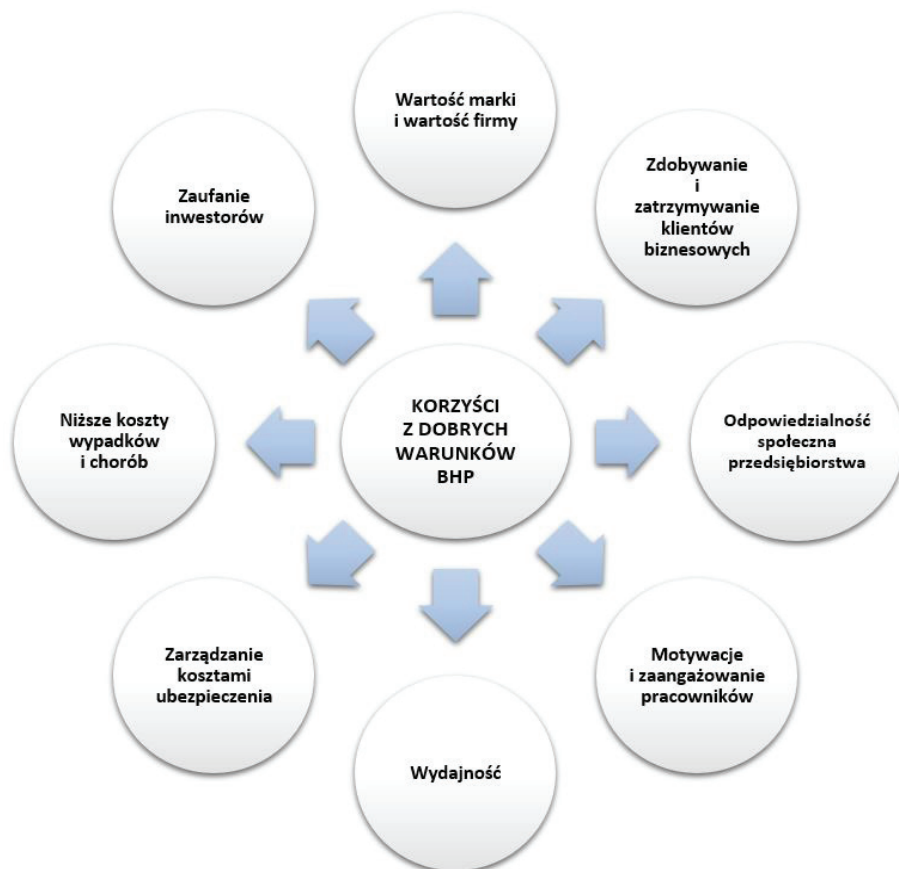 Wartość marki
i wartość firmy
Zdobywanie
i
zatrzymywanie
klientów
biznesowych
Zaufanie
inwestorów
KORZYŚCI
Z DOBRYCH
WARUNKÓW
BHP
Niższe koszty
wypadków
i chorób
Odpowiedzialność
społeczna
przedsiębiorstwa
Zarządzanie
kosztami
ubezpieczenia
Motywacje
i zaangażowanie
pracowników
Wydajność